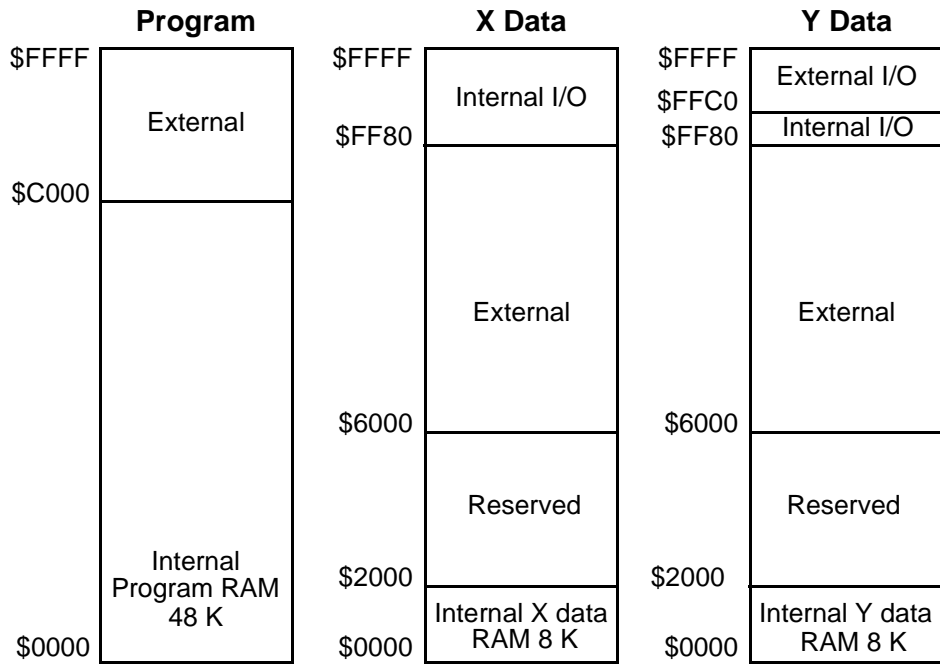 Program
$FFFF
External
$C000
Internal
Program RAM
48 K
$0000
X Data
$FFFF
Internal I/O
$FF80
External
$6000
Reserved
$2000
Internal X data
RAM 8 K
$0000
Y Data
$FFFF
External I/O
$FFC0
Internal I/O
$FF80
External
$6000
Reserved
$2000
Internal Y data
RAM 8 K
$0000